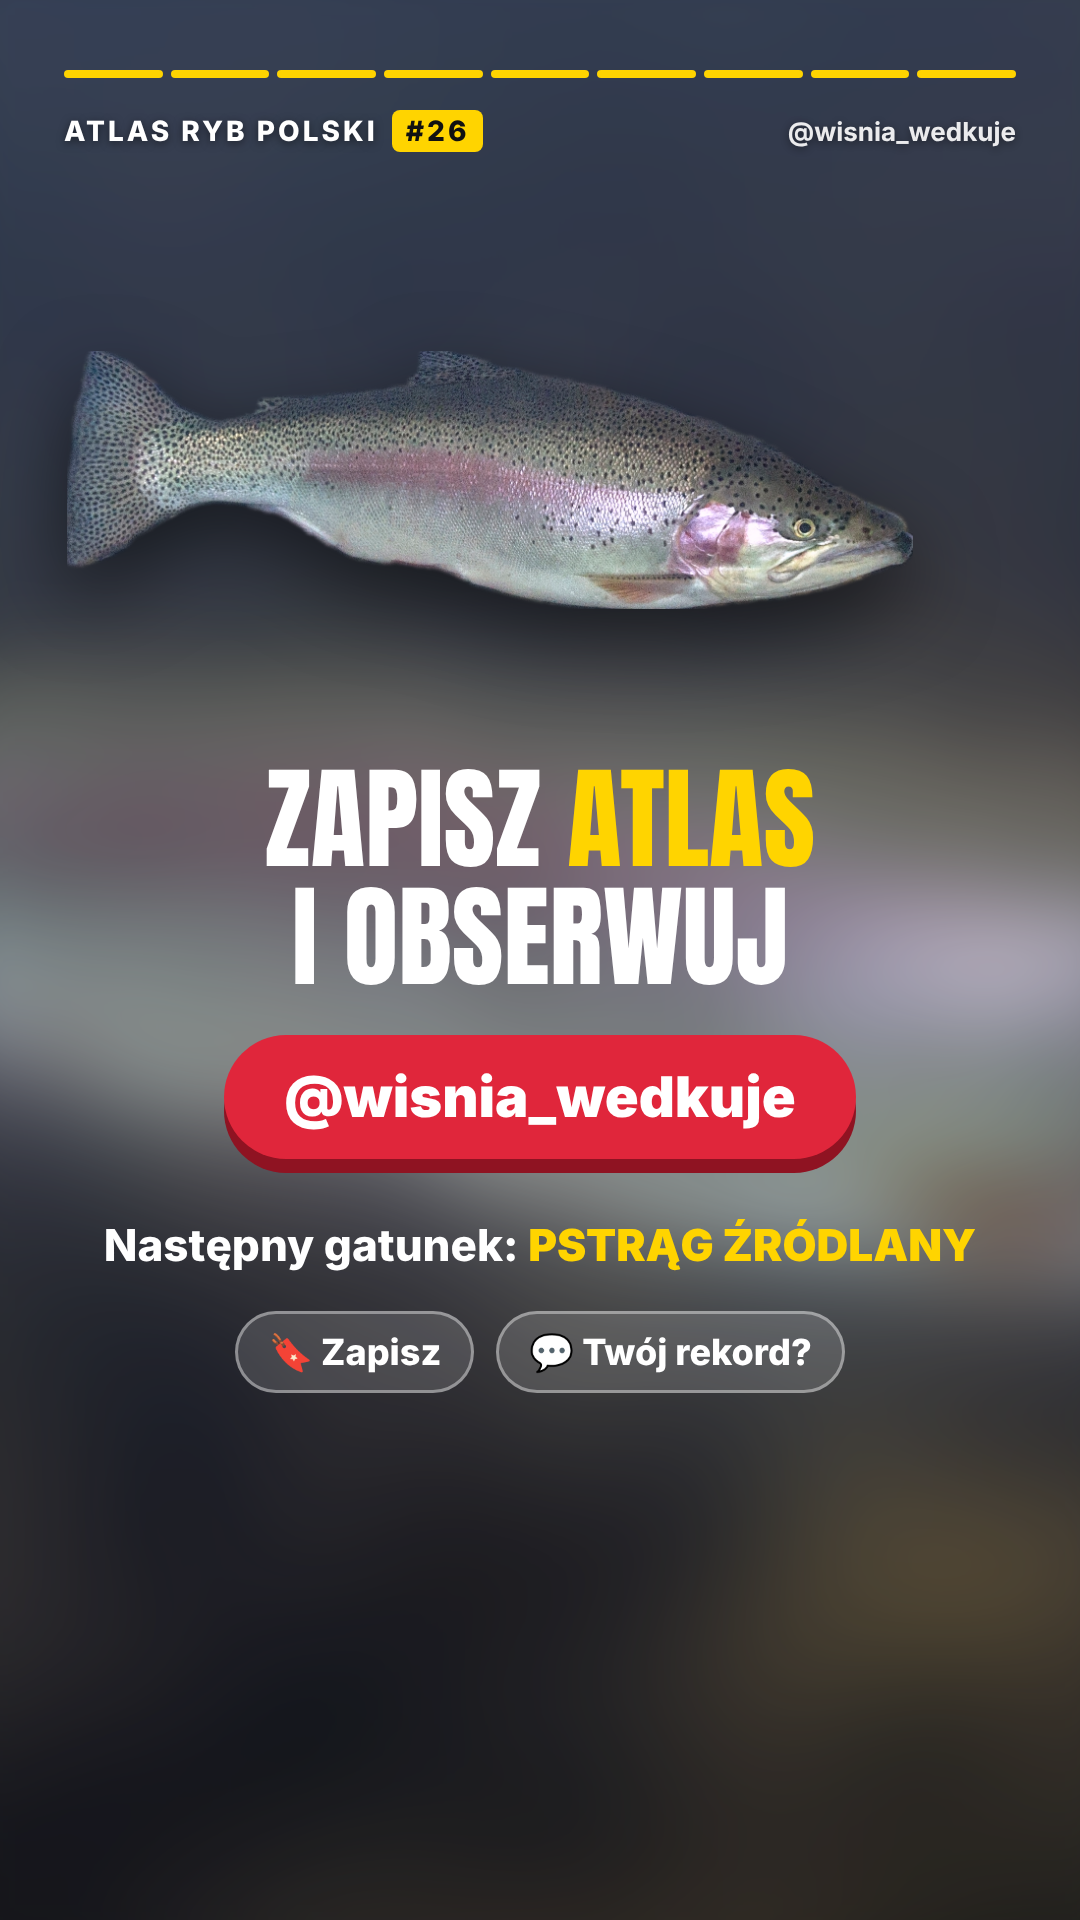 ATLAS RYB POLSKI #26
@wisnia_wedkuje
ZAPISZ ATLAS
I OBSERWUJ
@wisnia_wedkuje
Następny gatunek: PSTRĄG ŹRÓDLANY
🔖 Zapisz
💬 Twój rekord?